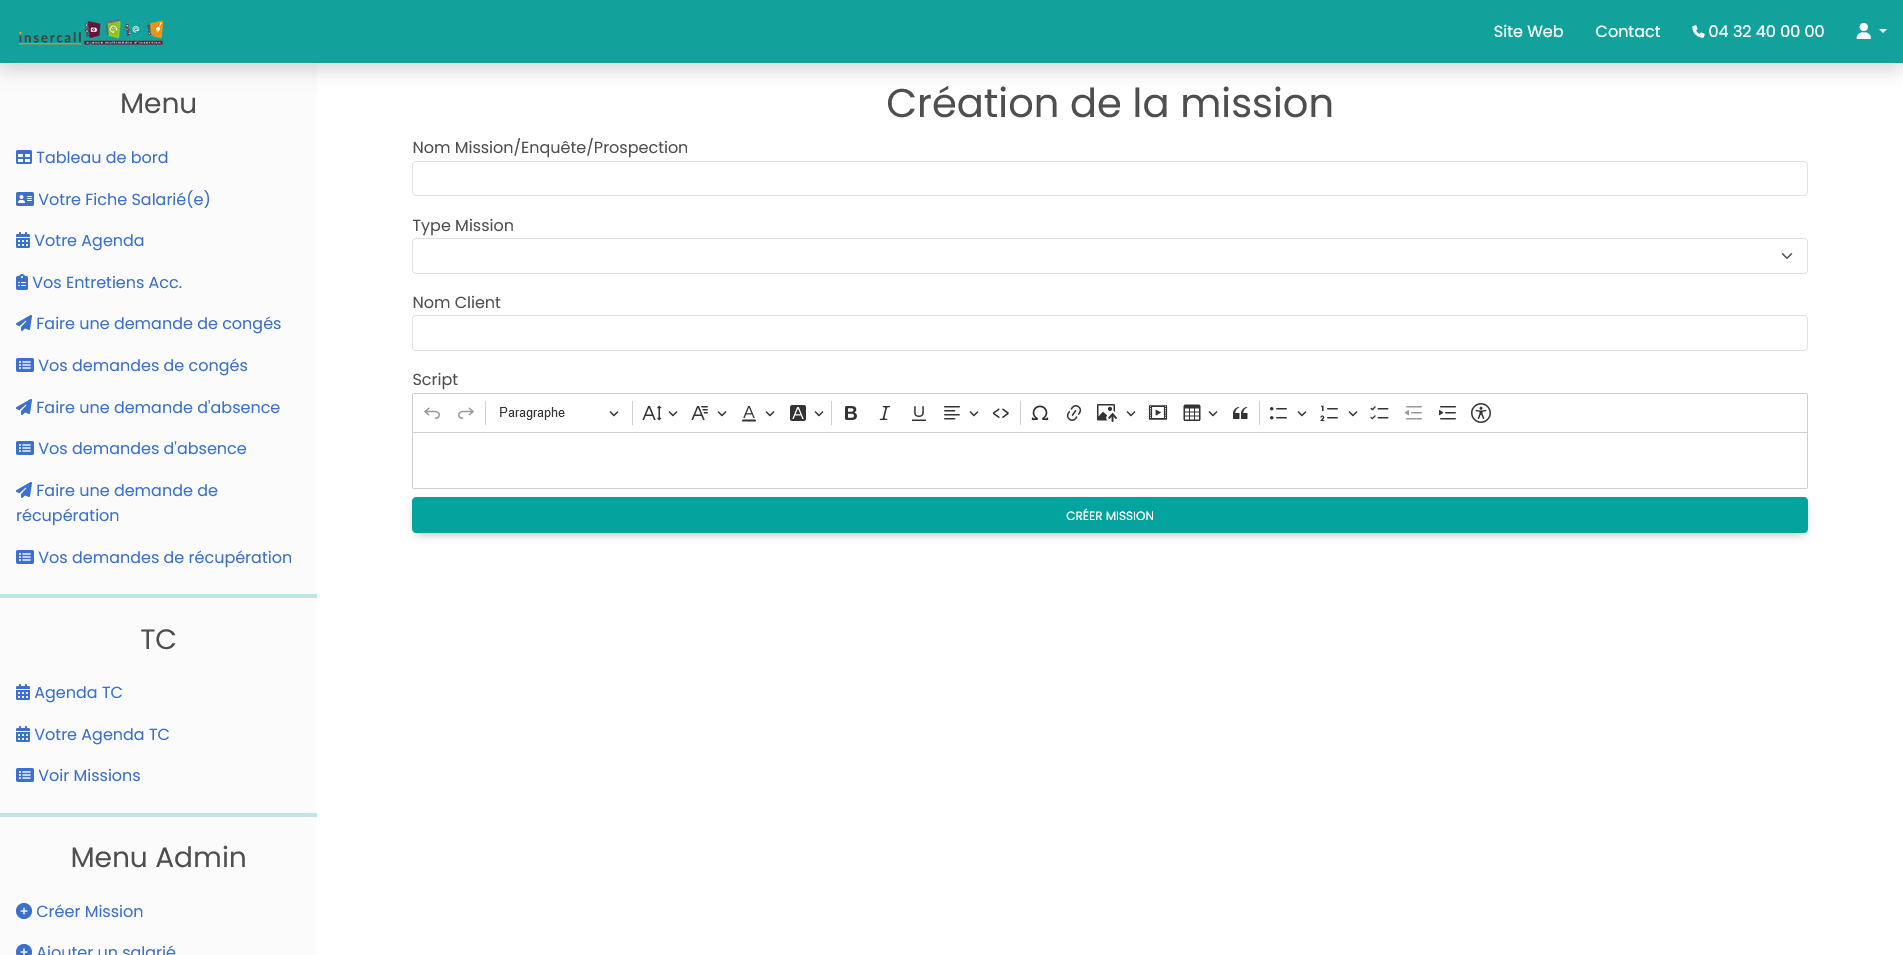 insercall
Site Web
Contact
04 32 40 00 00
Menu
Tableau de bord
Votre Fiche Salarié(e)
Votre Agenda
Vos Entretiens Acc.
Faire une demande de congés
Vos demandes de congés
Faire une demande d'absence
Vos demandes d'absence
Faire une demande de
récupération
Vos demandes de récupération
TC
Agenda TC
Votre Agenda TC
Voir Missions
Menu Admin
Créer Mission
Ajouter un salarié
Création de la mission
Nom Mission/Enquête/Prospection
Type Mission
Nom Client
Script
Paragraphe
CRÉER MISSION